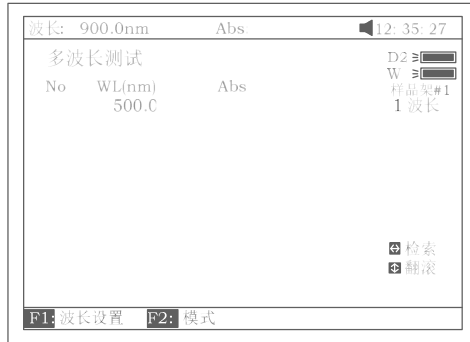 波长: 900.0nm Abs 12: 35: 27
多波长测试 D2
W
No WL(nm) Abs 样品架#1
500.0 1 波长
检索
翻滚
F1: 波长设置 F2: 模式